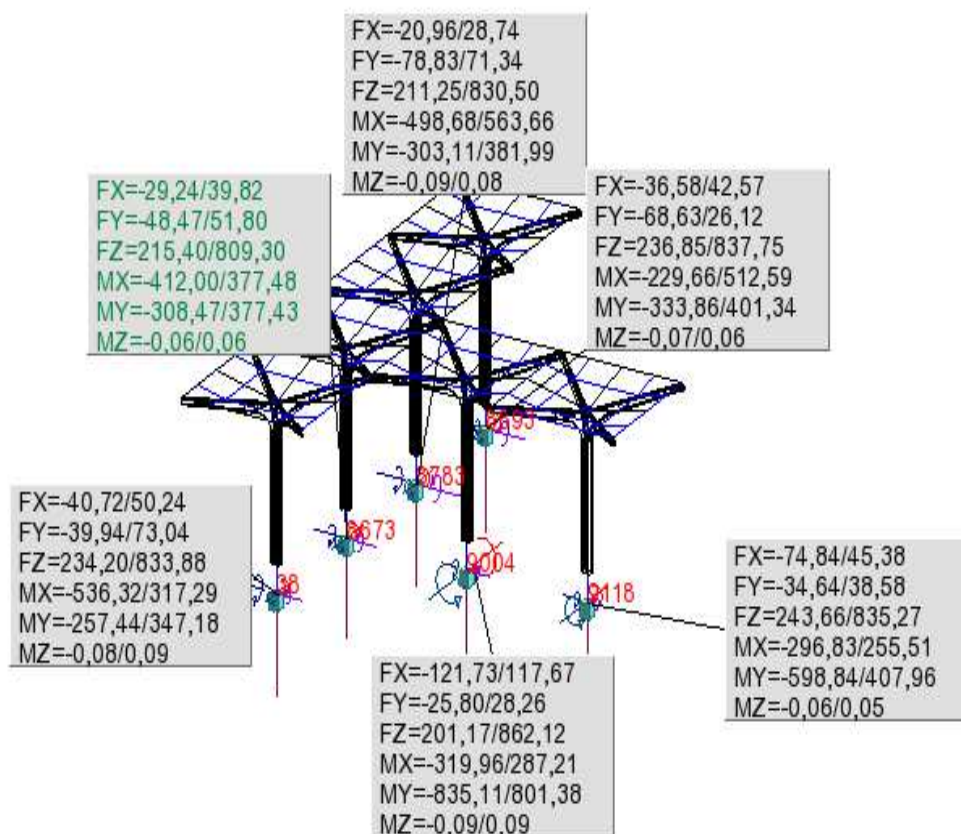 FX=-20,96/28,74
FY=-78,83/71,34
FZ=211,25/830,50
MX=-498,68/563,66
MY=-303,11/381,99
MZ=-0,09/0,08
FX=-29,24/39,82
FY=-48,47/51,80
FZ=215,40/809,30
MX=-412,00/377,48
MY=-308,47/377,43
MZ=-0,06/0,06
FX=-36,58/42,57
FY=-68,63/26,12
FZ=236,85/837,75
MX=-229,66/512,59
MY=-333,86/401,34
MZ=-0,07/0,06
FX=-40,72/50,24
FY=-39,94/73,04
FZ=234,20/833,88
MX=-536,32/317,29
MY=-257,44/347,18
MZ=-0,08/0,09
38
FX=-121,73/117,67
FY=-25,80/28,26
FZ=201,17/862,12
MX=-319,96/287,21
MY=-835,11/801,38
MZ=-0,09/0,09
FX=-74,84/45,38
FY=-34,64/38,58
FZ=243,66/835,27
MX=-296,83/255,51
MY=-598,84/407,96
MZ=-0,06/0,05